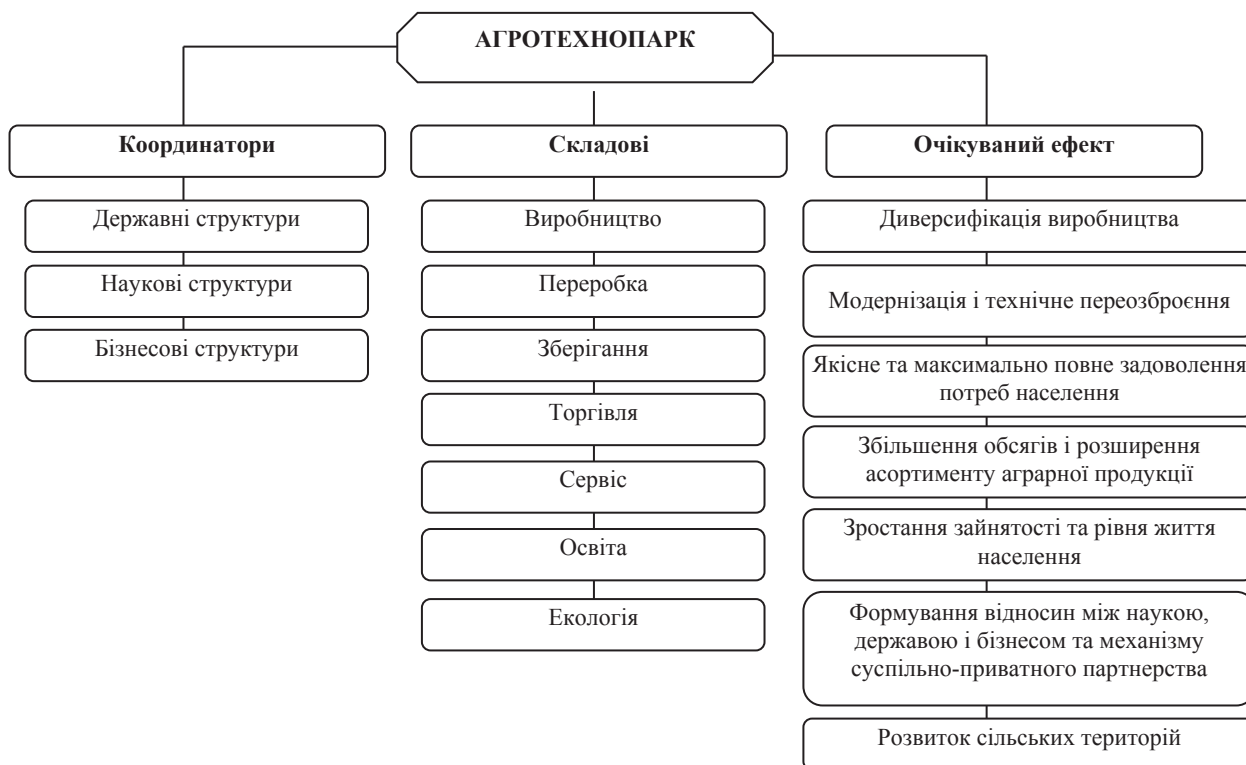 АГРОТЕХНОПАРК
Координатори
Державні структури
Наукові структури
Бізнесові структури
Складові
Виробництво
Переробка
Зберігання
Торгівля
Сервіс
Освіта
Екологія
Очікуваний ефект
Диверсифікація виробництва
Модернізація і технічне переозброєння
Якісне та максимально повне задоволення
потреб населення
Збільшення обсягів і розширення
асортименту аграрної продукції
Зростання зайнятості та рівня життя
населення
Формування відносин між наукою,
державою і бізнесом та механізму
суспільно-приватного партнерства
Розвиток сільських територій